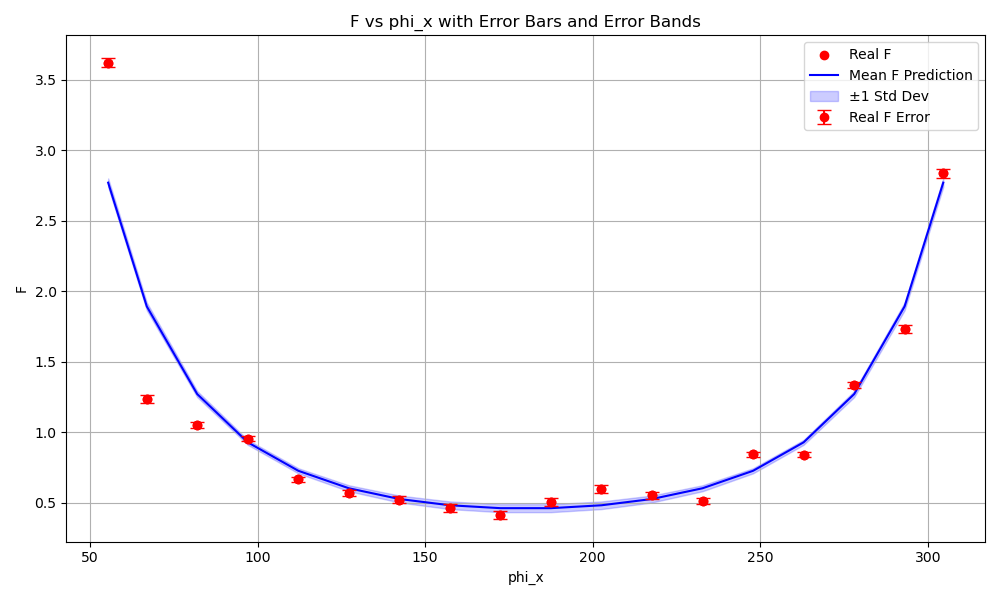 F vs phi_x with Error Bars and Error Bands
Real F
Mean F Prediction
±1 Std Dev
Real F Error
3.5
3.0
2.5
2.0
1.5
1.0
0.5
F
50
100
150
200
250
300
phi_x